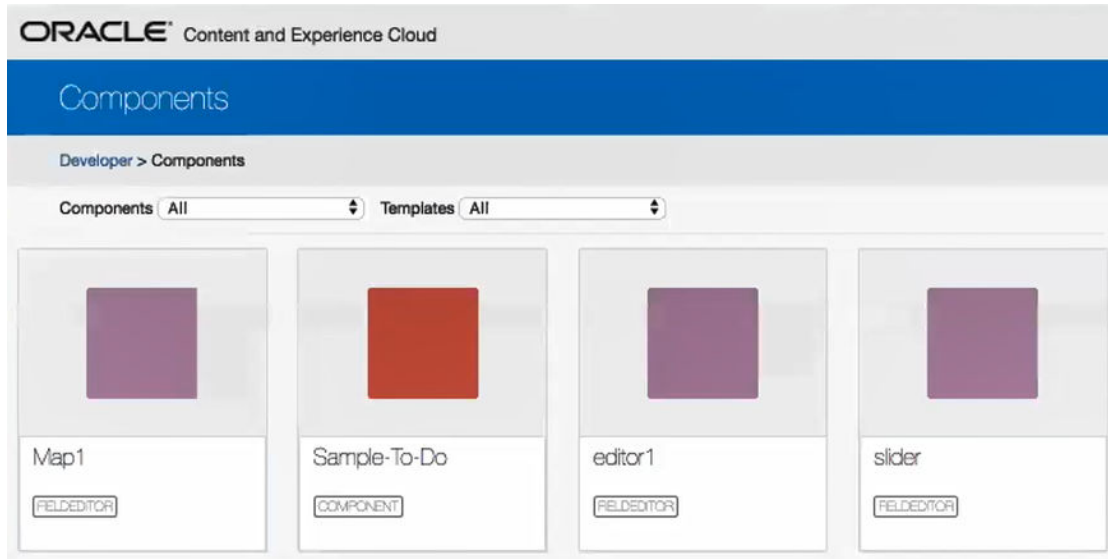 ORACLE® Content and Experience Cloud
Components
Developer > Components
Components All Templates All
Map1 Sample-To-Do editor1 slider
FIELDEDITOR COMPONENT FIELDEDITOR FIELDEDITOR